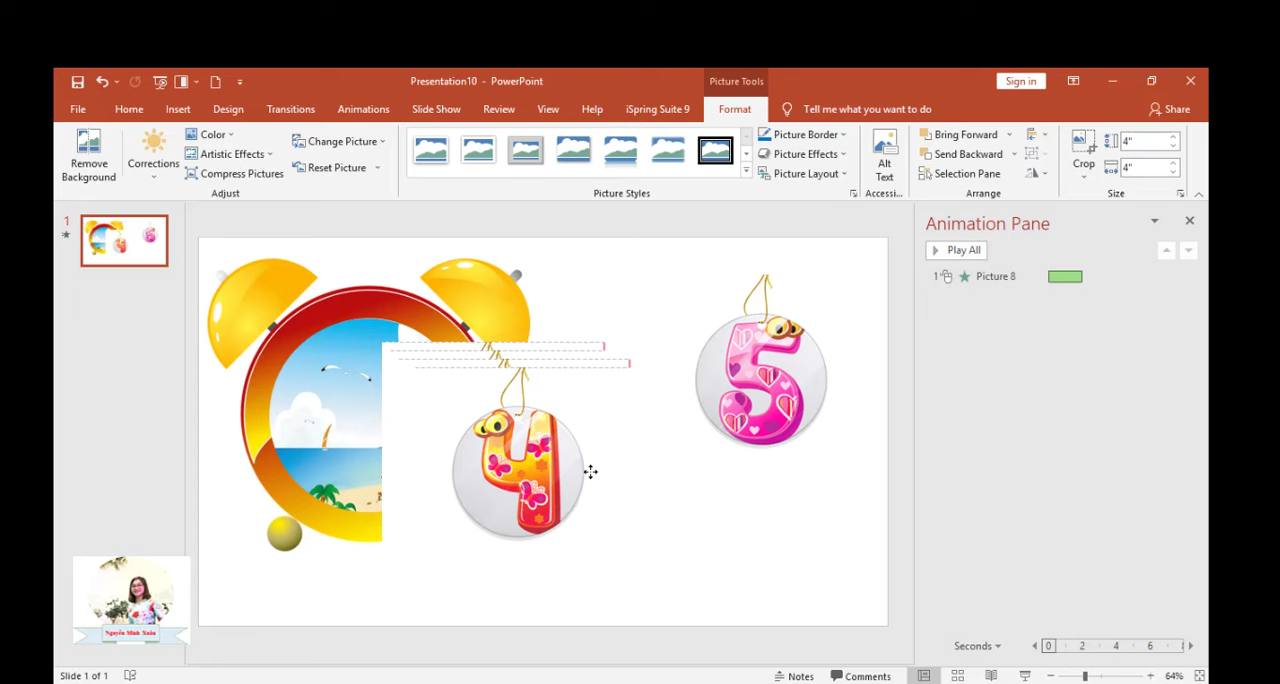 Presentation10 - PowerPoint
Picture Tools
Sign in
File Home Insert Design Transitions Animations Slide Show Review View Help iSpring Suite 9 Format Tell me what you want to do Share
Remove Background
Corrections
Color
Artistic Effects
Compress Pictures
Change Picture
Reset Picture
Adjust
Picture Styles
Picture Border
Picture Effects
Picture Layout
Alt Text
Accessi...
Bring Forward
Send Backward
Selection Pane
Arrange
Crop
4"
4"
Size
1
Animation Pane
Play All
1 Picture 8
4
5
Nguyễn Minh Xuân
Seconds 0 2 4 6
Slide 1 of 1 Notes Comments 64%